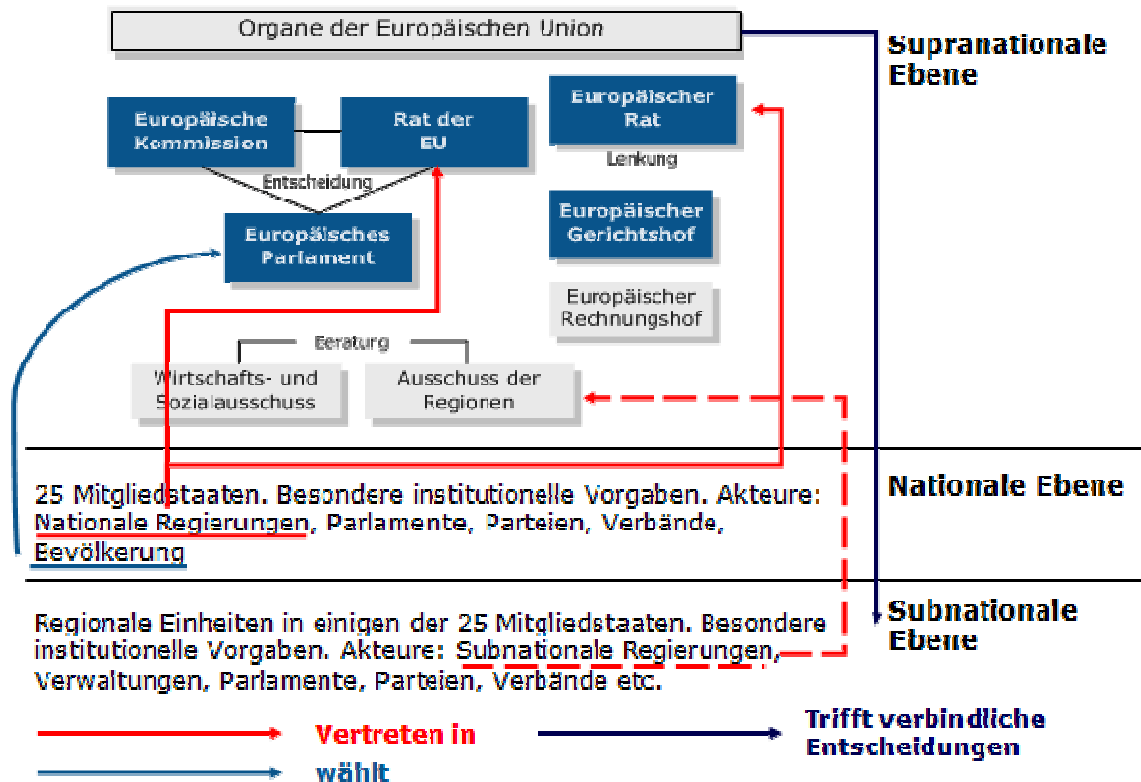 Organe der Europäischen Union
Supranationale
Ebene
Europäische
Kommission
Rat der
EU
Europäischer
Rat
Lenkung
Entscheidung
Europäisches
Parlament
Europäischer
Gerichtshof
Europäischer
Rechnungshof
Beratung
Wirtschafts- und
Sozialausschuss
Ausschuss der
Regionen
25 Mitgliedstaaten. Besondere institutionelle Vorgaben. Akteure:
Nationale Regierungen, Parlamente, Parteien, Verbände,
Bevölkerung
Nationale Ebene
Regionale Einheiten in einigen der 25 Mitgliedstaaten. Besondere
institutionelle Vorgaben. Akteure: Subnationale Regierungen,
Verwaltungen, Parlamente, Parteien, Verbände etc.
Subnationale
Ebene
Vertreten in
wählt
Trifft verbindliche
Entscheidungen